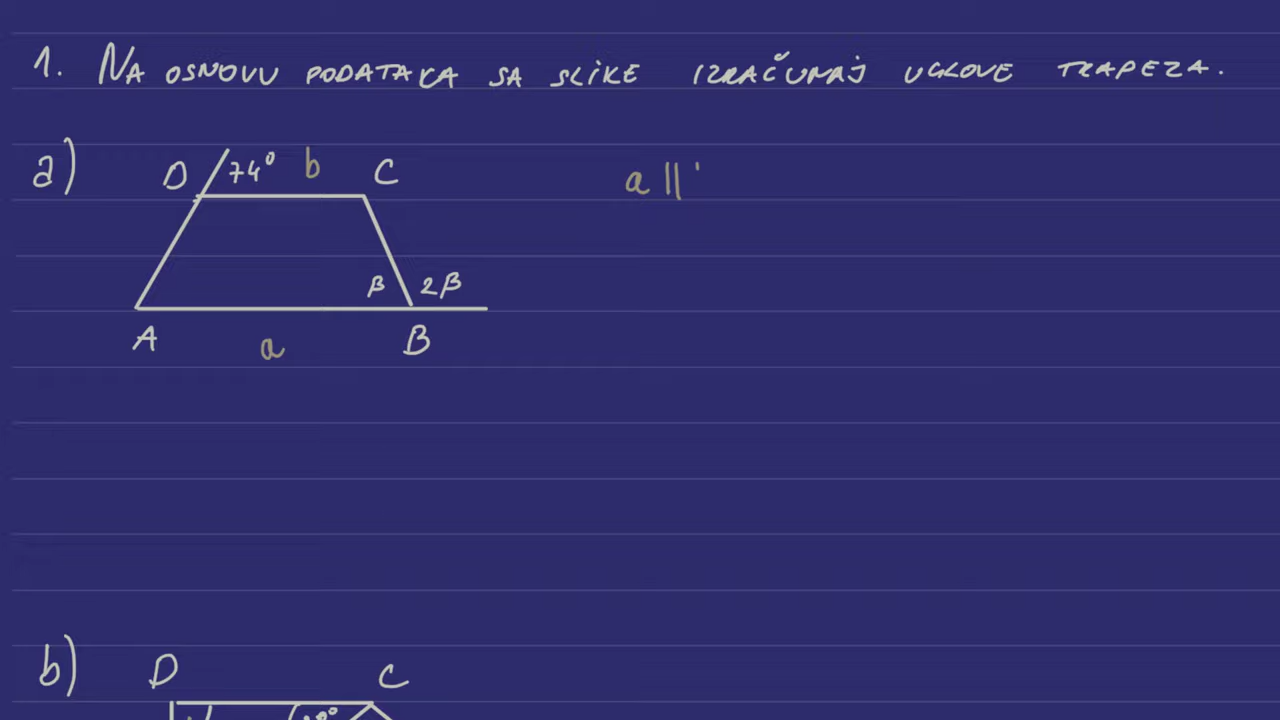 1. NA OSNOVU PODATAKA SA SLIKE IZRAČUNAJ UGLOVE TRAPEZA.
a) D 74° b C a ||
β 2β
A a B
b) D C